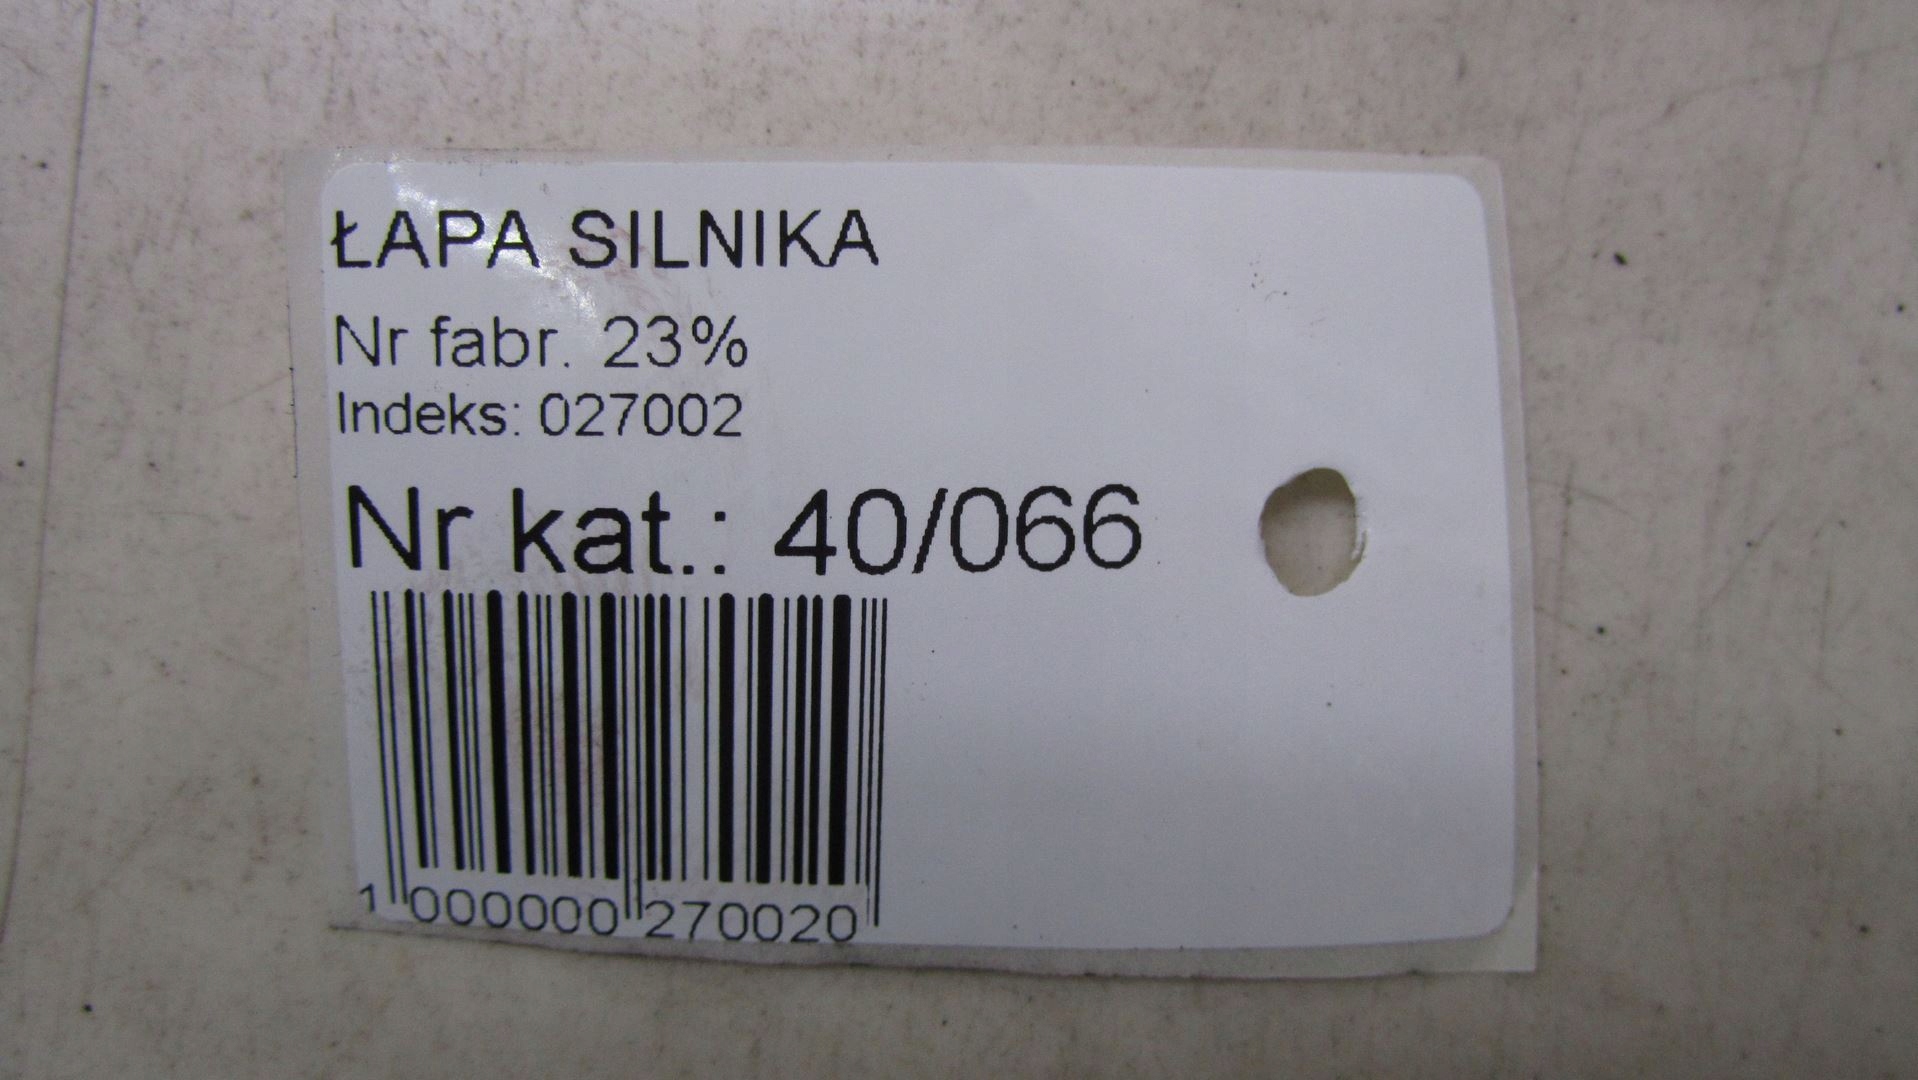 ŁAPA SILNIKA
Nr fabr. 23%
Indeks: 027002
Nr kat.: 40/066
1 000000 270020